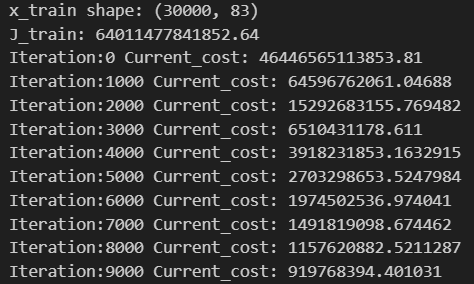 x_train shape: (30000, 83)
J_train: 64011477841852.64
Iteration:0 Current_cost: 46446565113853.81
Iteration:1000 Current_cost: 64596762061.04688
Iteration:2000 Current_cost: 15292683155.769482
Iteration:3000 Current_cost: 6510431178.611
Iteration:4000 Current_cost: 3918231853.1632915
Iteration:5000 Current_cost: 2703298653.5247984
Iteration:6000 Current_cost: 1974502536.974041
Iteration:7000 Current_cost: 1491819098.674462
Iteration:8000 Current_cost: 1157620882.5211287
Iteration:9000 Current_cost: 919768394.401031